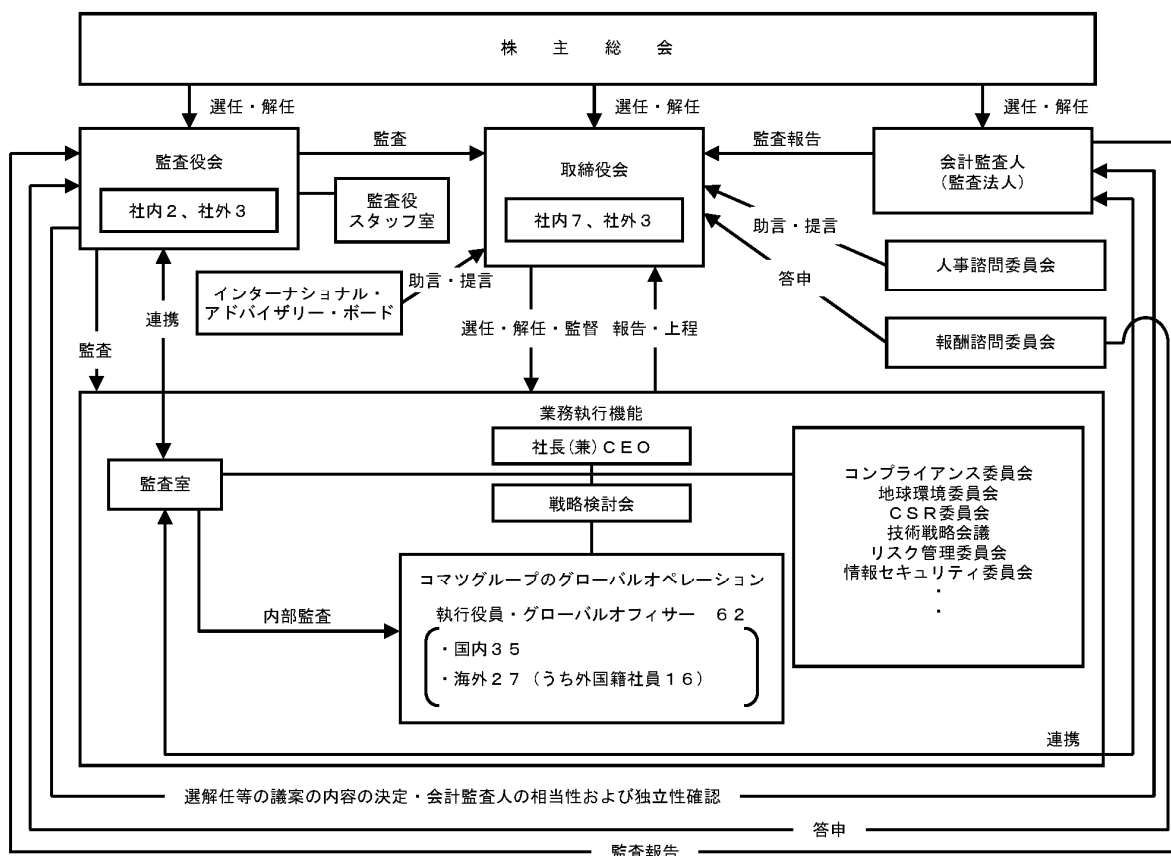 株主総会
選任・解任
選任・解任
選任・解任
監査役会
社内2、社外3
監査
監査役
スタッフ室
取締役会
社内7、社外3
監査報告
会計監査人
(監査法人)
助言・提言
人事諮問委員会
答申
報酬諮問委員会
インターナショナル・
アドバイザリー・ボード
助言・提言
連携
監査
選任・解任・監督
報告・上程
業務執行機能
社長(兼)CEO
戦略検討会
監査室
コンプライアンス委員会
地球環境委員会
CSR委員会
技術戦略会議
リスク管理委員会
情報セキュリティ委員会
・
・
コマツグループのグローバルオペレーション
執行役員・グローバルオフィサー 62
・国内35
・海外27(うち外国籍社員16)
内部監査
連携
選解任等の議案の内容の決定・会計監査人の相当性および独立性確認
答申
監査報告